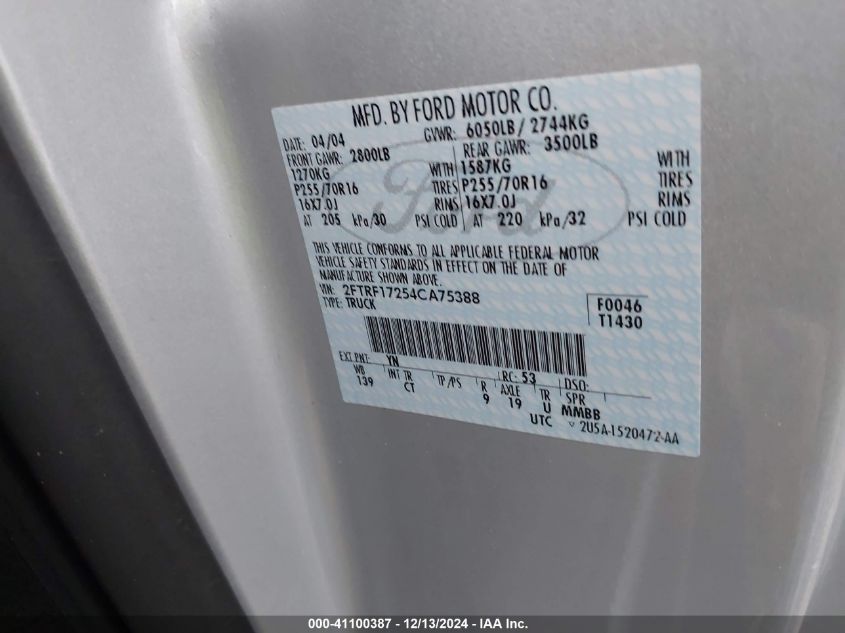 MFD. BY FORD MOTOR CO.
DATE: 04/04 GVWR: 6050LB / 2744KG
FRONT GAWR: 2800LB REAR GAWR: 3500LB
1270KG WITH 1587KG WITH
P255/70R16 TIRES P255/70R16 TIRES
16X7.0J RIMS 16X7.0J RIMS
AT 205 kPa/30 PSI COLD AT 220 kPa/32 PSI COLD
THIS VEHICLE CONFORMS TO ALL APPLICABLE FEDERAL MOTOR
VEHICLE SAFETY STANDARDS IN EFFECT ON THE DATE OF
MANUFACTURE SHOWN ABOVE.
VIN: 2FTRF17254CA75388
TYPE: TRUCK
F0046
T1430
EXT PNT: YN RC: 53 DSO:
WB INT TR TP/PS R AXLE TR SPR
139 CT 9 19 U MMBB
UTC
V 2U5A-1520472-AA
Ford
000-41100387 - 12/13/2024 - IAA Inc.